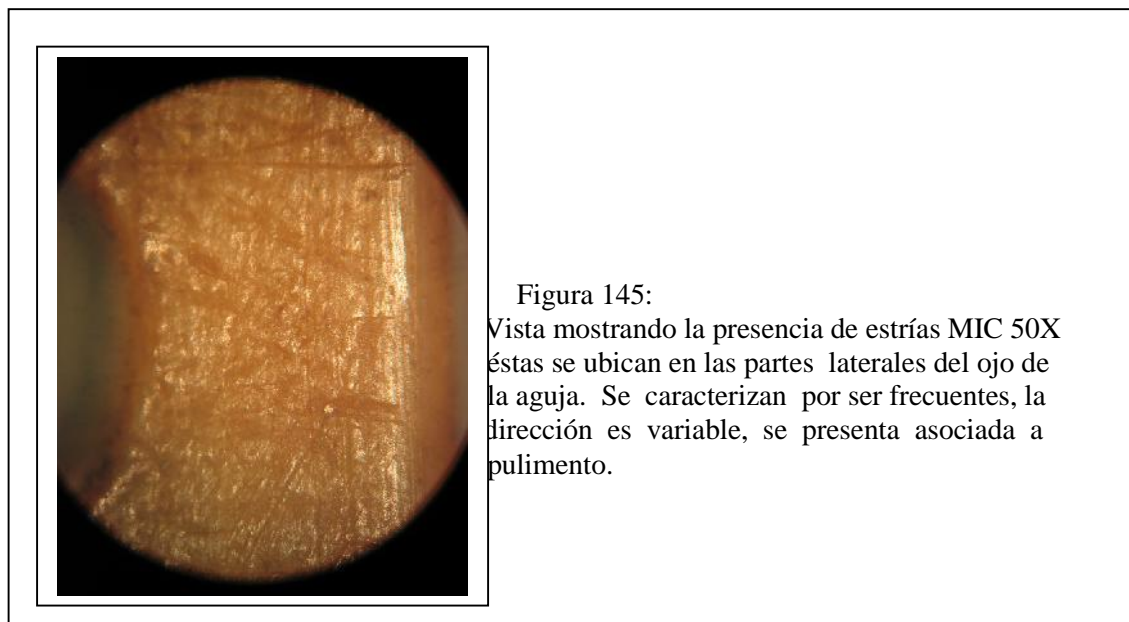 Figura 145:
Vista mostrando la presencia de estrías MIC 50X
éstas se ubican en las partes laterales del ojo de
la aguja. Se caracterizan por ser frecuentes, la
dirección es variable, se presenta asociada a
pulimento.